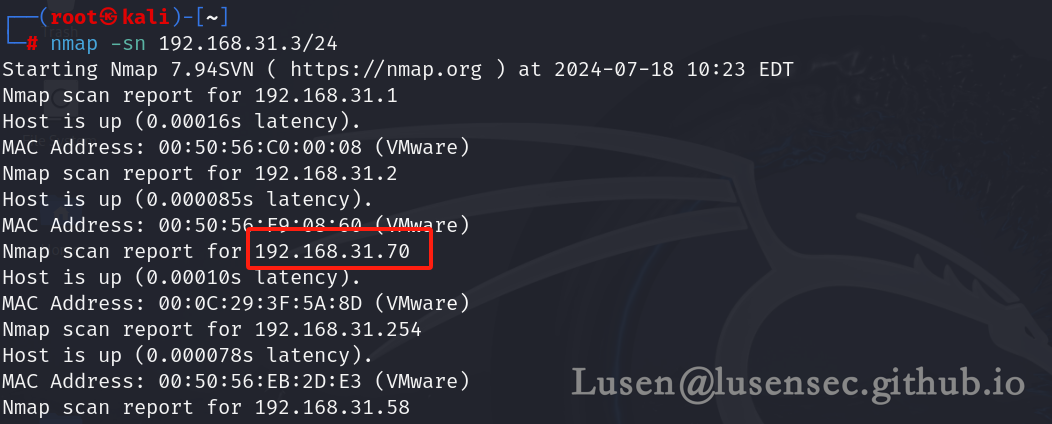 ┌──(root㉿kali)-[~]
└─# nmap -sn 192.168.31.3/24
Starting Nmap 7.94SVN ( https://nmap.org ) at 2024-07-18 10:23 EDT
Nmap scan report for 192.168.31.1
Host is up (0.00016s latency).
MAC Address: 00:50:56:C0:00:08 (VMware)
Nmap scan report for 192.168.31.2
Host is up (0.000085s latency).
MAC Address: 00:50:56:F9:08:60 (VMware)
Nmap scan report for 192.168.31.70
Host is up (0.00010s latency).
MAC Address: 00:0C:29:3F:5A:8D (VMware)
Nmap scan report for 192.168.31.254
Host is up (0.000078s latency).
MAC Address: 00:50:56:EB:2D:E3 (VMware)
Nmap scan report for 192.168.31.58
Lusen@lusensec.github.io